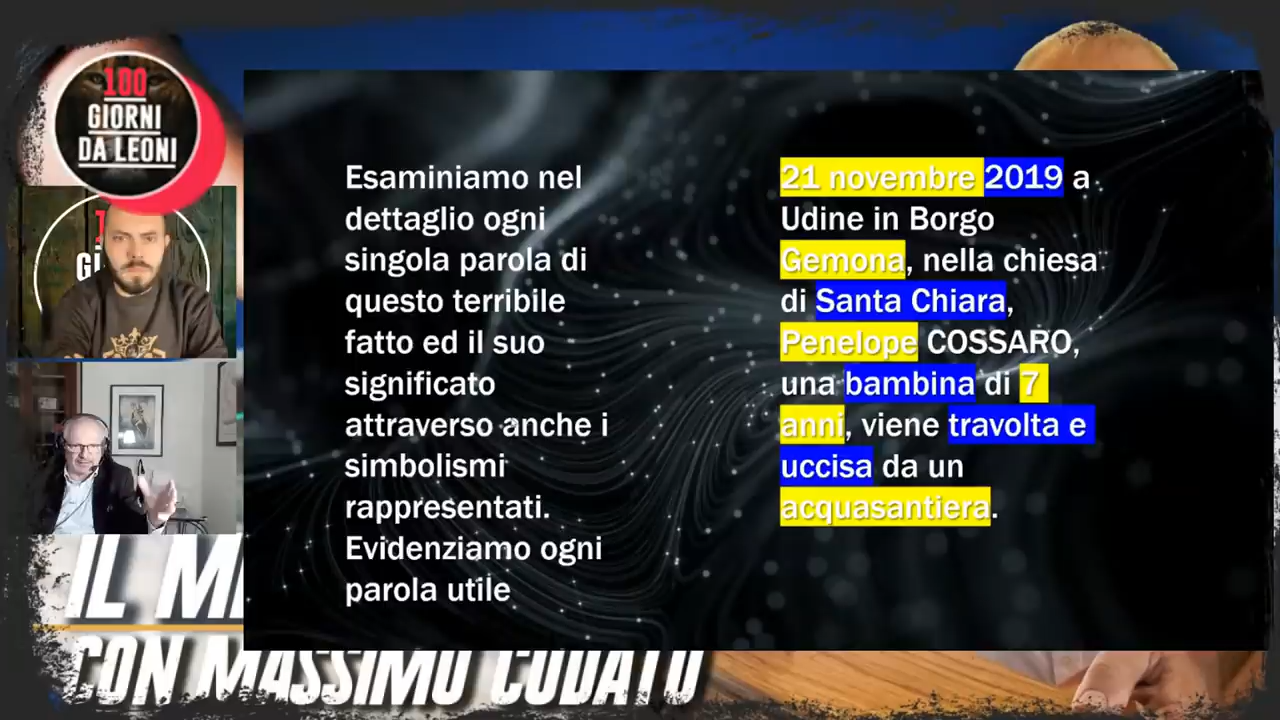 100
GIORNI
DA LEONI
Esaminiamo nel
dettaglio ogni
singola parola di
questo terribile
fatto ed il suo
significato
attraverso anche i
simbolismi
rappresentati.
Evidenziamo ogni
parola utile
21 novembre 2019 a
Udine in Borgo
Gemona, nella chiesa
di Santa Chiara,
Penelope COSSARO,
una bambina di 7
anni, viene travolta e
uccisa da un
acquasantiera.
IL
CON MASSIMO CODATO